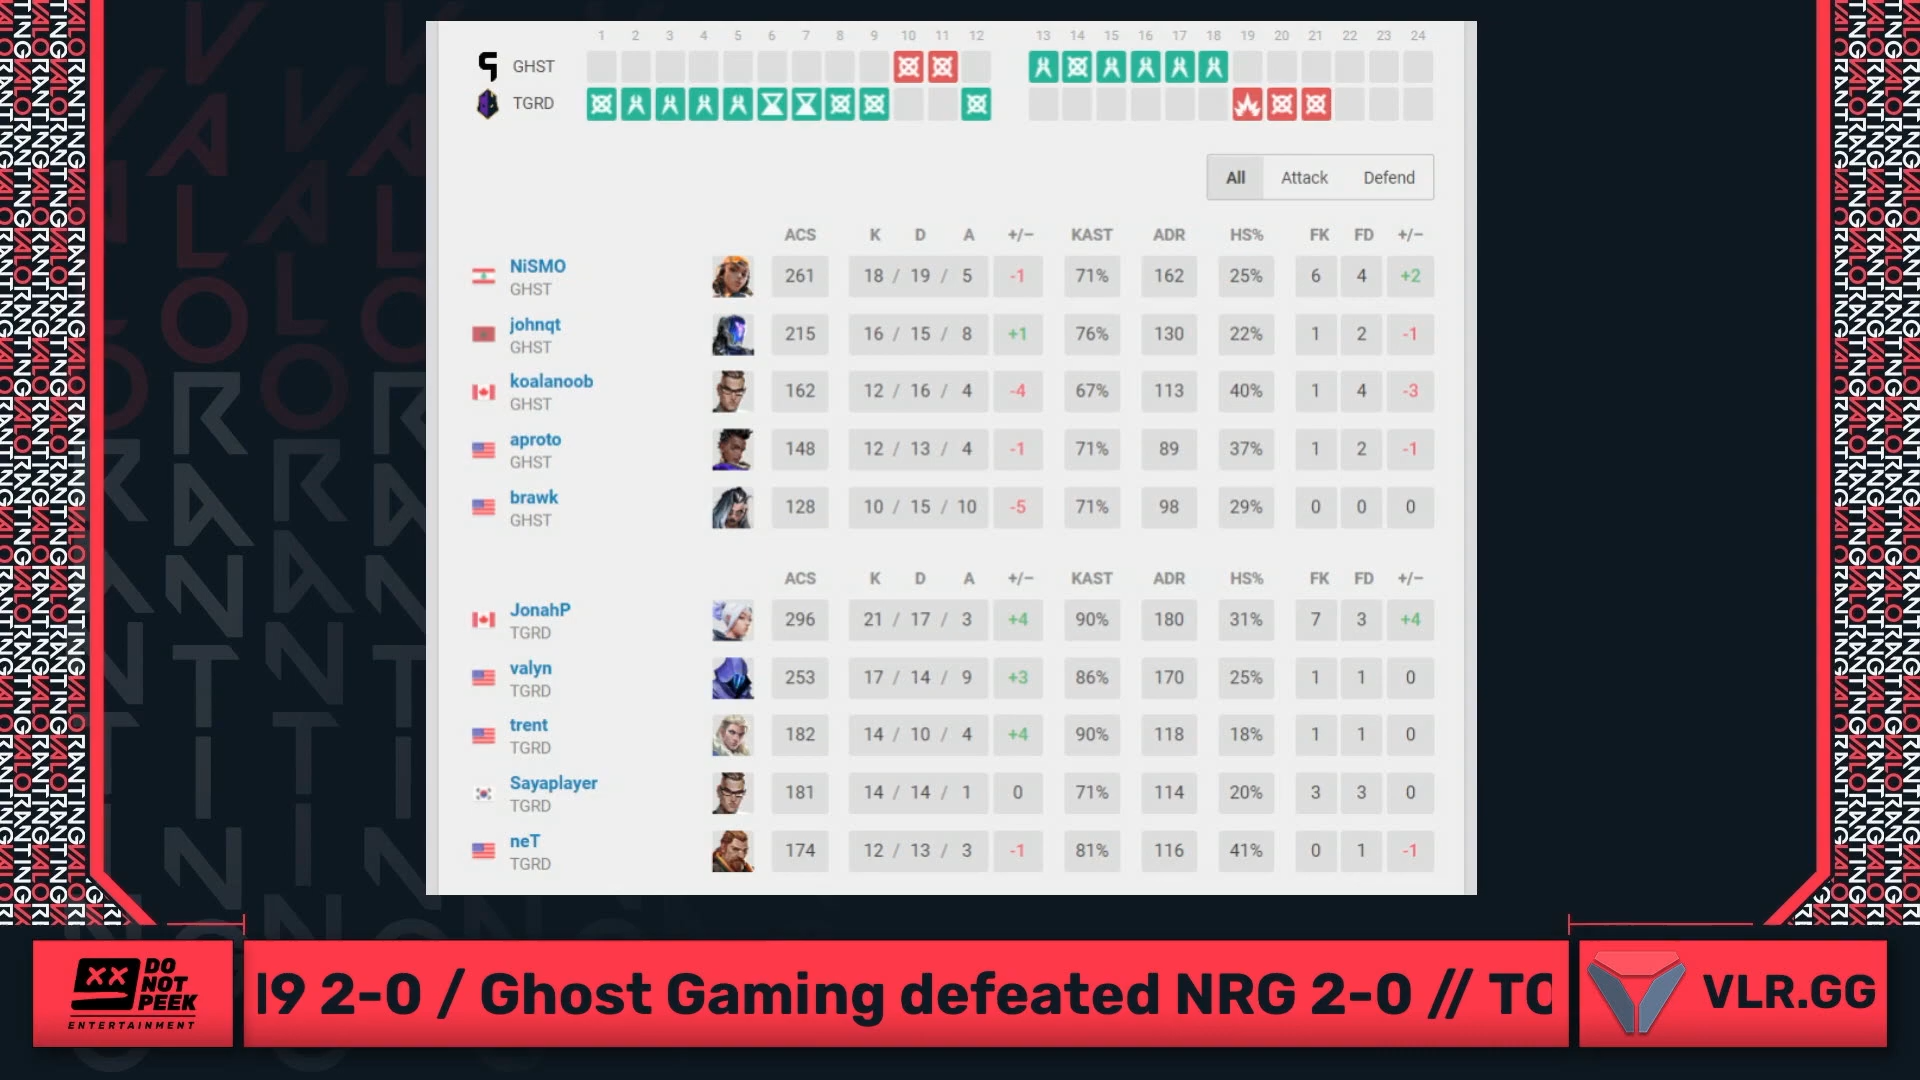 1 2 3 4 5 6 7 8 9 10 11 12 13 14 15 16 17 18 19 20 21 22 23 24
GHST
TGRD
All Attack Defend
ACS K D A +/− KAST ADR HS% FK FD +/−
NiSMO 261 18 / 19 / 5 -1 71% 162 25% 6 4 +2
GHST
johnqt 215 16 / 15 / 8 +1 76% 130 22% 1 2 -1
GHST
koalanoob 162 12 / 16 / 4 -4 67% 113 40% 1 4 -3
GHST
aproto 148 12 / 13 / 4 -1 71% 89 37% 1 2 -1
GHST
brawk 128 10 / 15 / 10 -5 71% 98 29% 0 0 0
GHST
ACS K D A +/− KAST ADR HS% FK FD +/−
JonahP 296 21 / 17 / 3 +4 90% 180 31% 7 3 +4
TGRD
valyn 253 17 / 14 / 9 +3 86% 170 25% 1 1 0
TGRD
trent 182 14 / 10 / 4 +4 90% 118 18% 1 1 0
TGRD
Sayaplayer 181 14 / 14 / 1 0 71% 114 20% 3 3 0
TGRD
neT 174 12 / 13 / 3 -1 81% 116 41% 0 1 -1
TGRD
DO NOT PEEK
ENTERTAINMENT
9 2-0 / Ghost Gaming defeated NRG 2-0 //
VLR.GG
VALORANTING